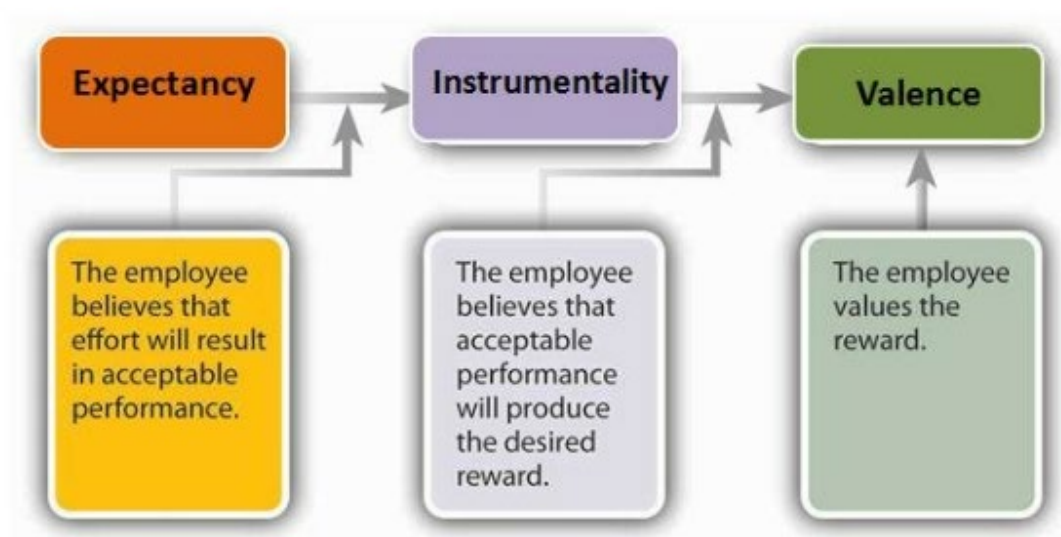 Expectancy
Instrumentality
Valence
The employee
believes that
effort will result
in acceptable
performance.
The employee
believes that
acceptable
performance
will produce
the desired
reward.
The employee
values the
reward.